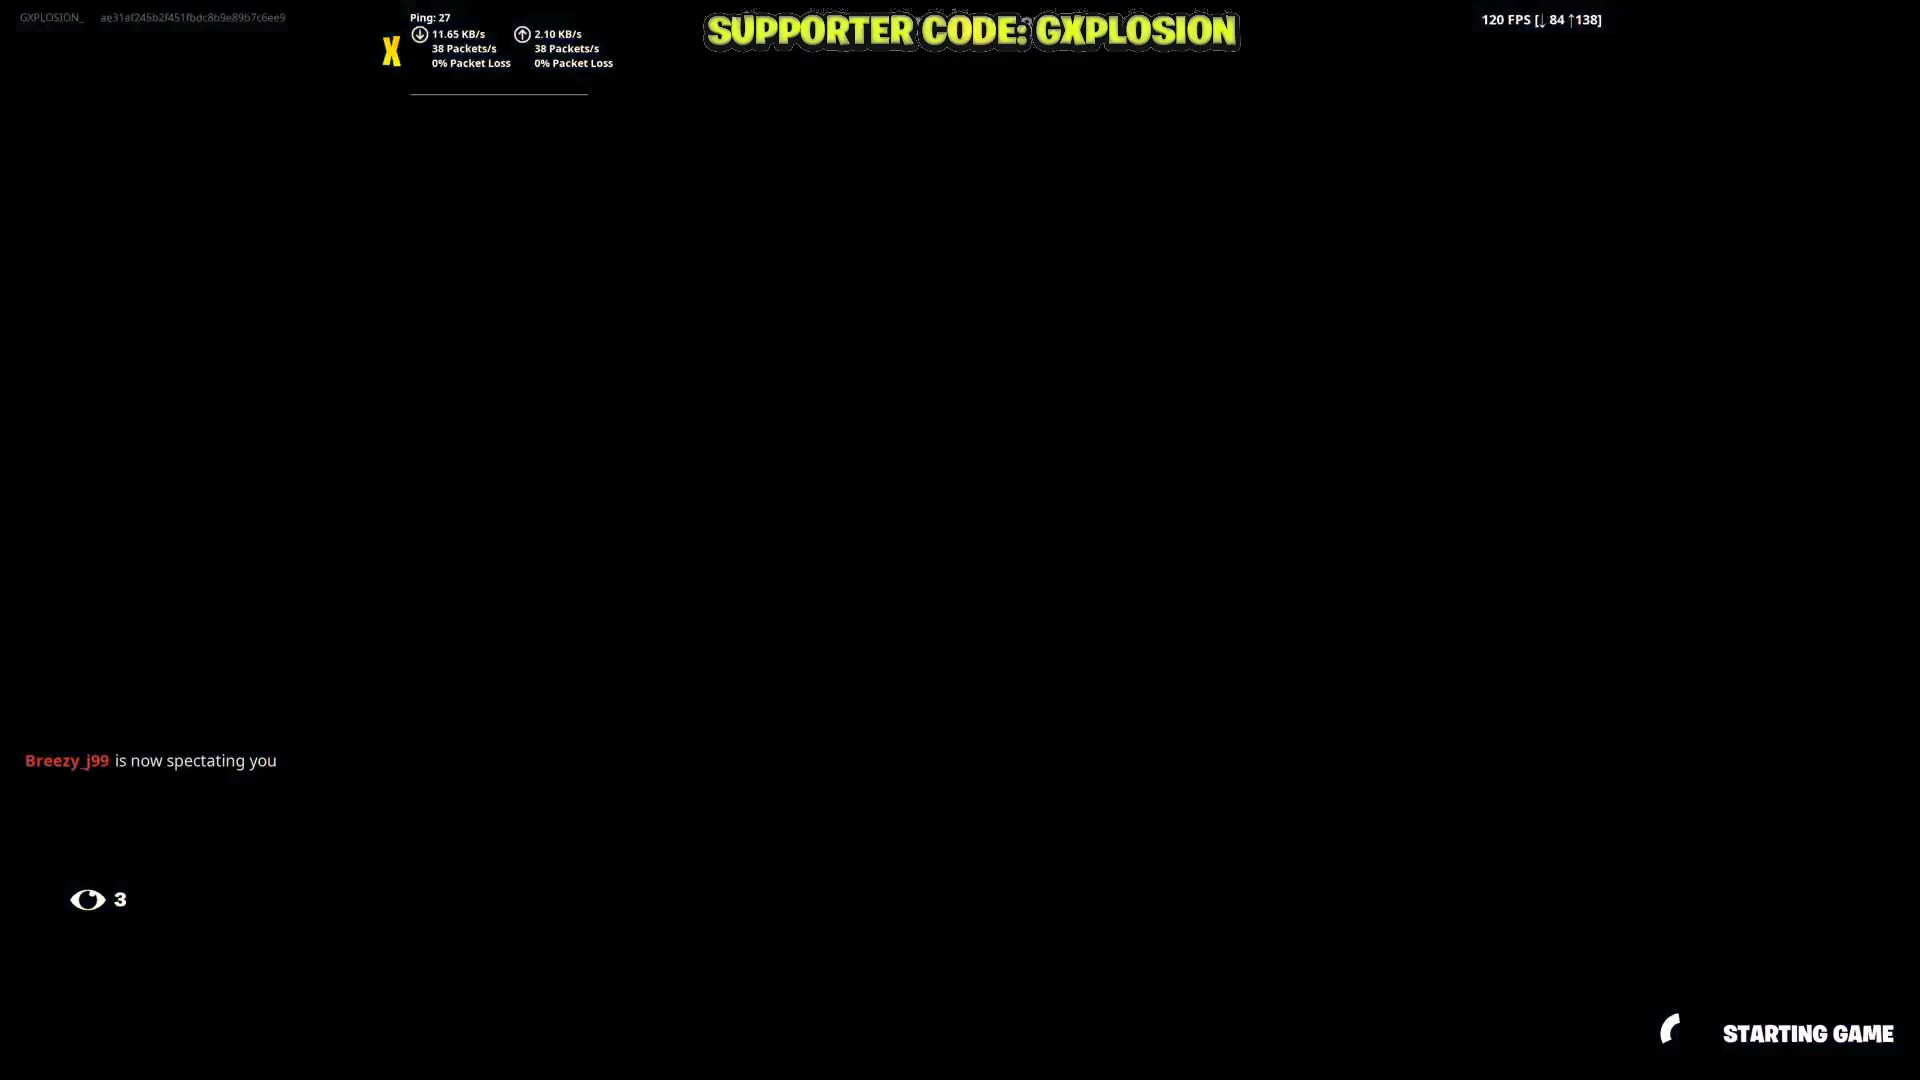 GXPLOSION_ ae31af245b2f451fbdc8b9e89b7c6ee9
Ping: 27
11.65 KB/s 2.10 KB/s
38 Packets/s 38 Packets/s
0% Packet Loss 0% Packet Loss
X
SUPPORTER CODE: GXPLOSION
120 FPS [↓ 84 ↑138]
Breezy_j99 is now spectating you
3
STARTING GAME